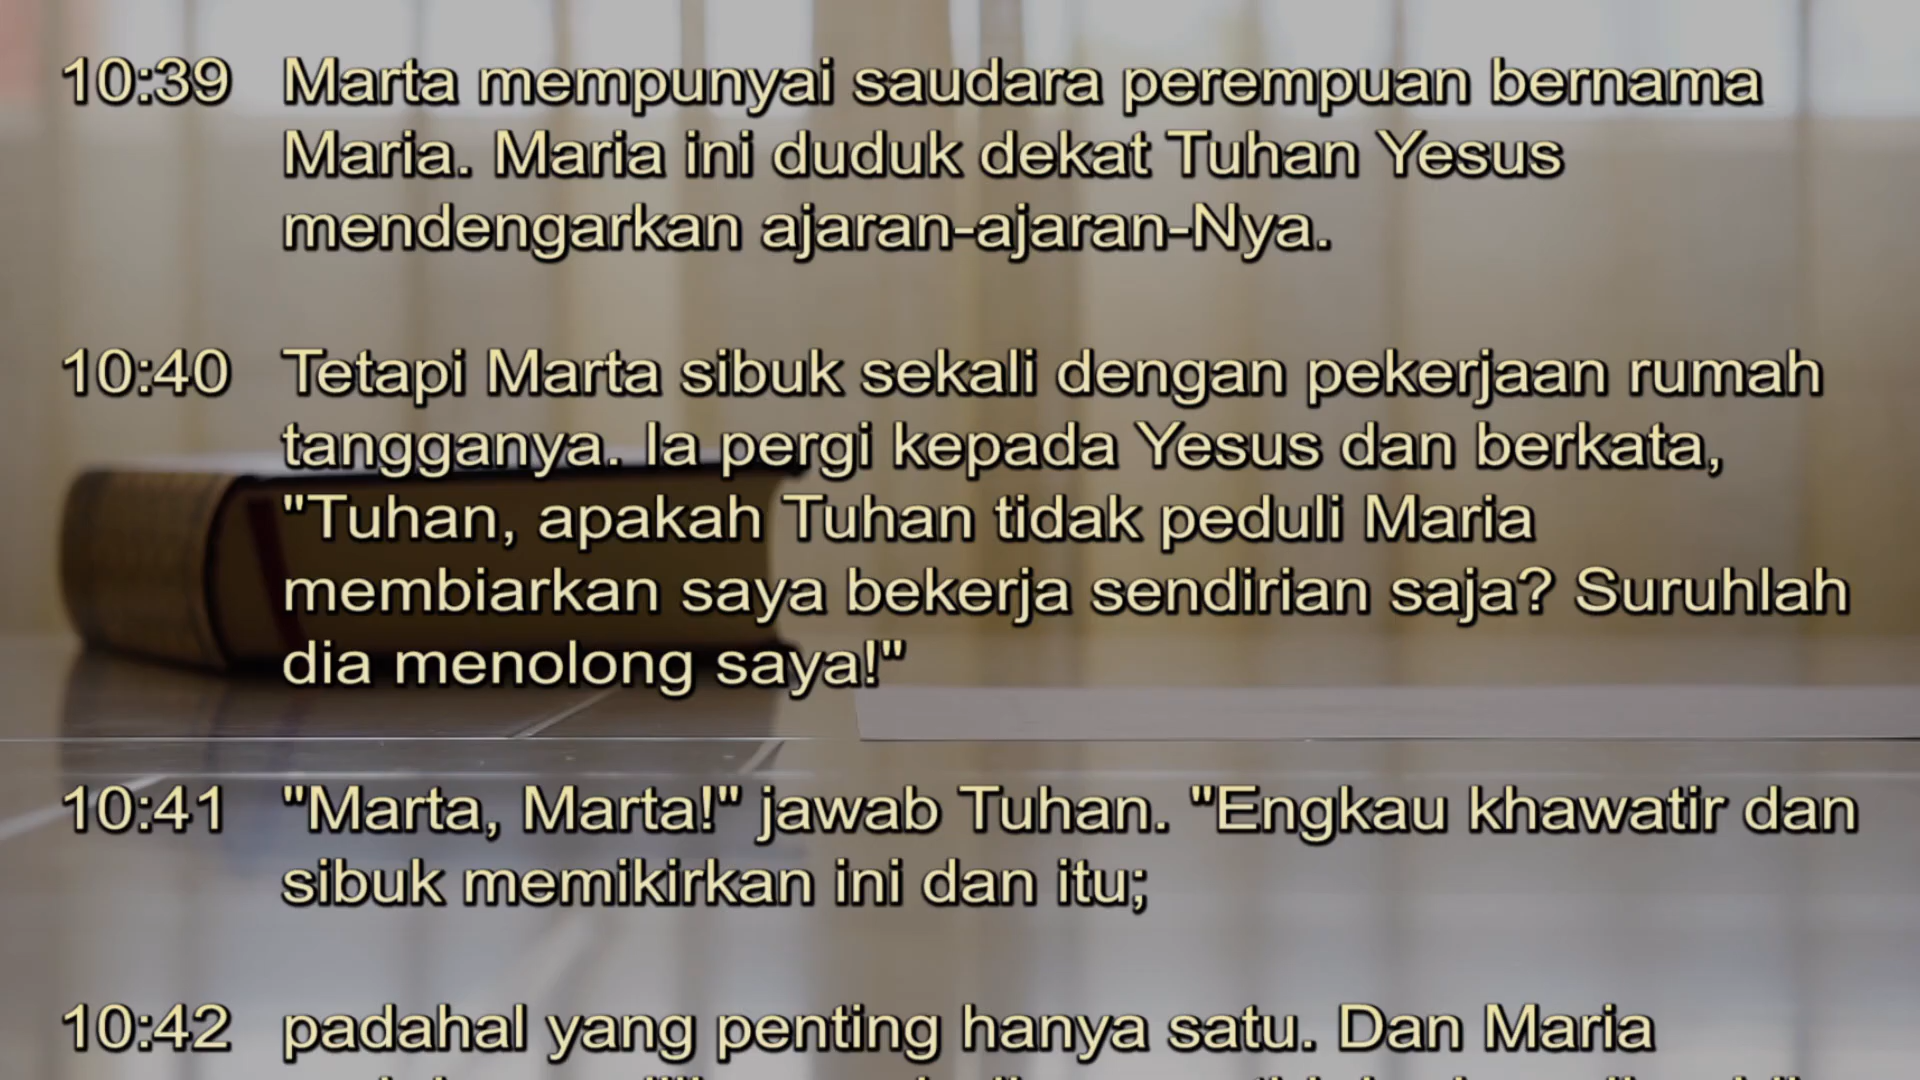 10:39 Marta mempunyai saudara perempuan bernama
Maria. Maria ini duduk dekat Tuhan Yesus
mendengarkan ajaran-ajaran-Nya.
10:40 Tetapi Marta sibuk sekali dengan pekerjaan rumah
tangganya. Ia pergi kepada Yesus dan berkata,
"Tuhan, apakah Tuhan tidak peduli Maria
membiarkan saya bekerja sendirian saja? Suruhlah
dia menolong saya!"
10:41 "Marta, Marta!" jawab Tuhan. "Engkau khawatir dan
sibuk memikirkan ini dan itu;
10:42 padahal yang penting hanya satu. Dan Maria